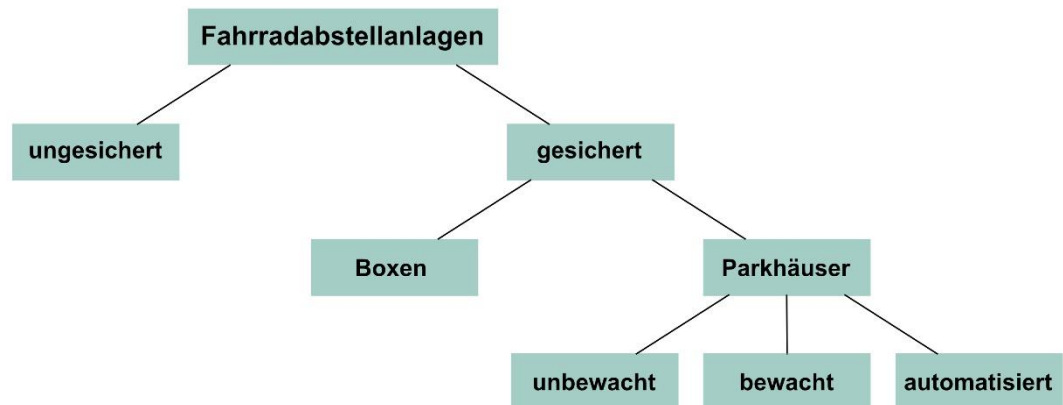 Fahrradabstellanlagen
ungesichert
gesichert
Boxen
Parkhäuser
unbewacht
bewacht
automatisiert